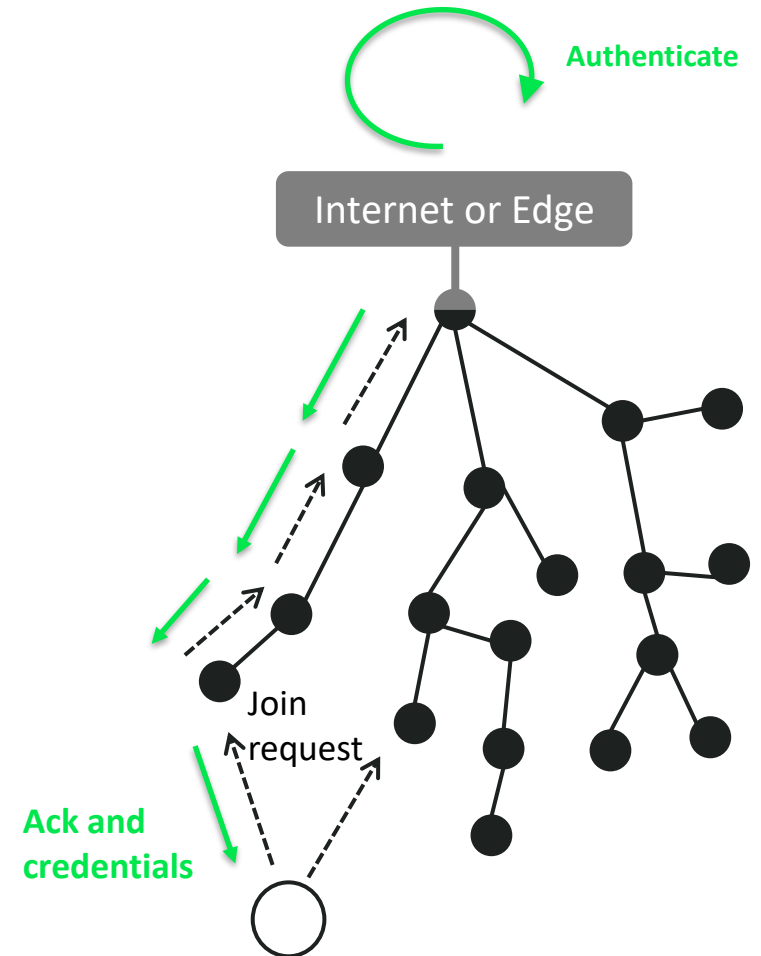 Authenticate
Internet or Edge
Join
request
Ack and
credentials